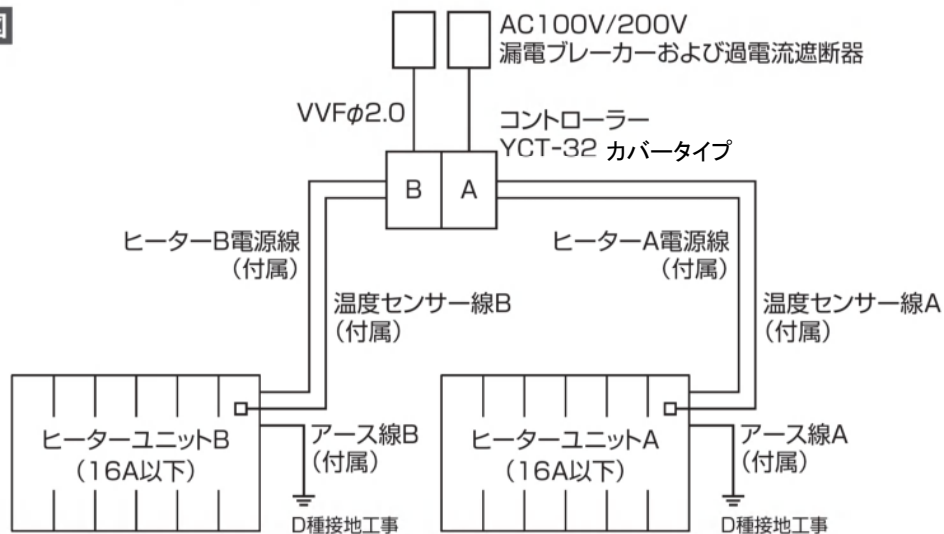 図
AC100V/200V
漏電ブレーカーおよび過電流遮断器
VVFφ2.0
コントローラー
YCT-32 カバータイプ
B
A
ヒーターB電源線
（付属）
ヒーターA電源線
（付属）
温度センサー線B
（付属）
温度センサー線A
（付属）
ヒーターユニットB
（16A以下）
アース線B
（付属）
ヒーターユニットA
（16A以下）
アース線A
（付属）
D種接地工事
D種接地工事